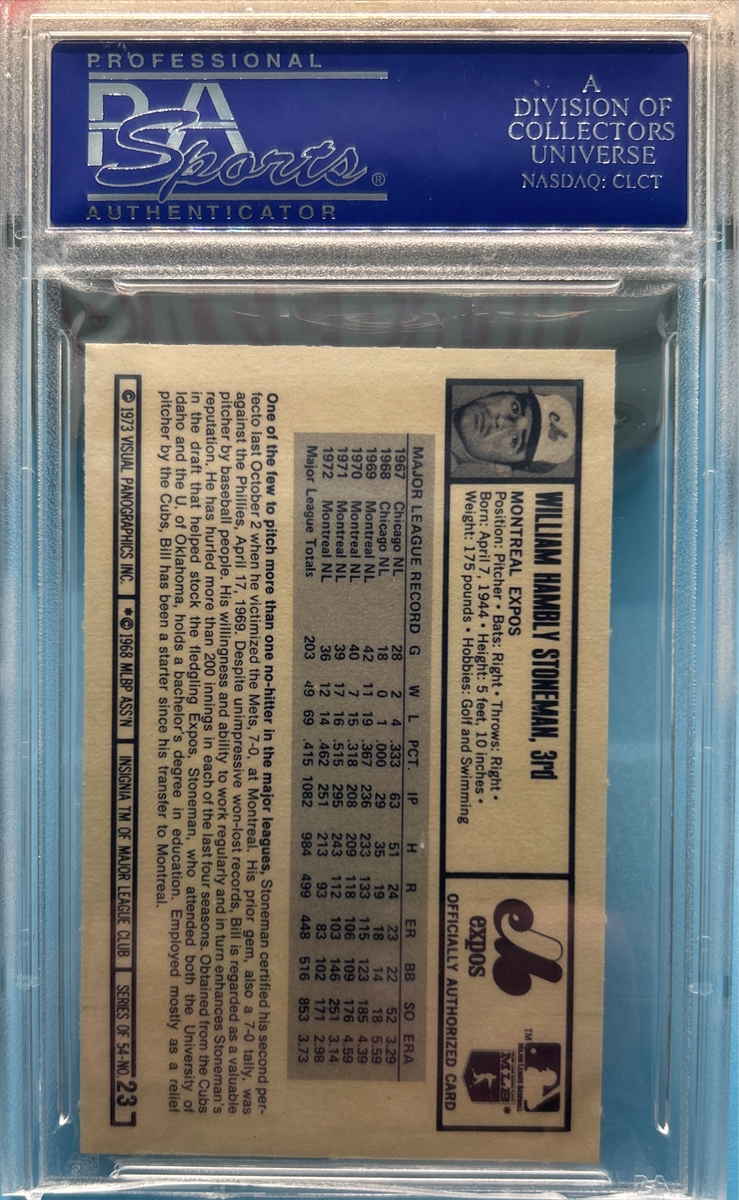 PROFESSIONAL
PSA
Sports®
AUTHENTICATOR
A
DIVISION OF
COLLECTORS
UNIVERSE
NASDAQ: CLCT
WILLIAM HAMBLY STONEMAN, 3rd
MONTREAL EXPOS
Position: Pitcher • Bats: Right • Throws: Right •
Born: April 7, 1944 • Height: 5 feet, 10 inches •
Weight: 175 pounds • Hobbies: Golf and Swimming
expos
TM
MAJOR LEAGUE BASEBALL
MLB*
OFFICIALLY AUTHORIZED CARD
MAJOR LEAGUE RECORD G W L PCT. IP H R ER BB SO ERA
1967 Chicago NL 28 2 4 .333 63 51 24 23 22 52 3.29
1968 Chicago NL 18 0 1 .000 29 35 19 18 14 18 5.59
1969 Montreal NL 42 11 19 .367 236 233 133 115 123 185 4.39
1970 Montreal NL 40 7 15 .318 208 209 118 106 109 176 4.59
1971 Montreal NL 39 17 16 .515 295 243 112 103 146 251 3.14
1972 Montreal NL 36 12 14 .462 251 213 93 83 102 171 2.98
Major League Totals 203 49 69 .415 1082 984 499 448 516 853 3.73
One of the few to pitch more than one no-hitter in the major leagues, Stoneman certified his second per-
fecto last October 2 when he victimized the Mets, 7-0, at Montreal. His prior gem, also a 7-0 tally, was
against the Phillies, April 17, 1969. Despite unimpressive won-lost records, Bill is regarded as a valuable
pitcher by baseball people. His willingness and ability to work regularly and in turn enhances Stoneman's
reputation. He has hurled more than 200 innings in each of the last four seasons. Obtained from the Cubs
in the draft that helped stock the fledgling Expos, Stoneman, who attended both the University of
Idaho and the U. of Oklahoma, holds a bachelor's degree in education. Employed mostly as a relief
pitcher by the Cubs, Bill has been a starter since his transfer to Montreal.
© 1973 VISUAL PANOGRAPHICS INC. *© 1968 MLBP ASS'N INSIGNIA TM OF MAJOR LEAGUE CLUB SERIES OF 54-NO. 23